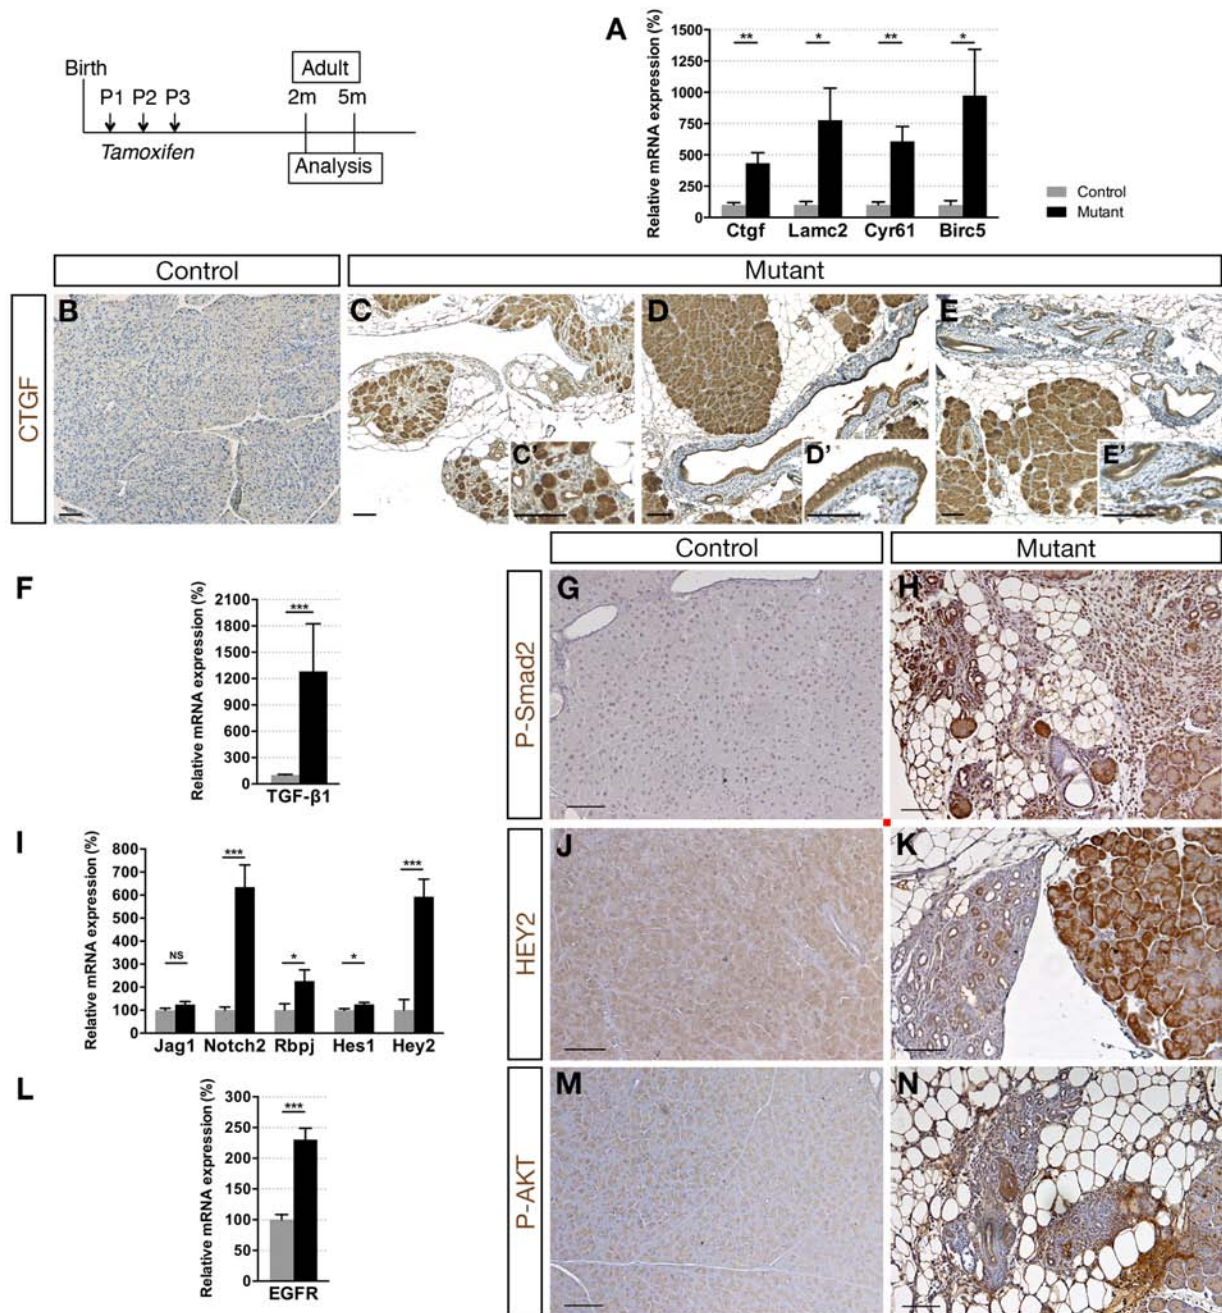 Birth
P1 P2 P3
Tamoxifen
Adult
2m 5m
Analysis
A
Relative mRNA expression (%)
1500
1250
1000
750
500
250
0
** * ** *
Ctgf Lamc2 Cyr61 Birc5
Control
Mutant
Control
Mutant
CTGF
B
C
C'
D
D'
E
E'
F
Relative mRNA expression (%)
2100
1800
1500
1200
900
600
300
0
***
TGF-β1
Control
Mutant
P-Smad2
G
H
I
Relative mRNA expression (%)
800
700
600
500
400
300
200
100
0
NS *** * * ***
Jag1 Notch2 Rbpj Hes1 Hey2
HEY2
J
K
L
Relative mRNA expression (%)
300
250
200
150
100
50
0
***
EGFR
P-AKT
M
N